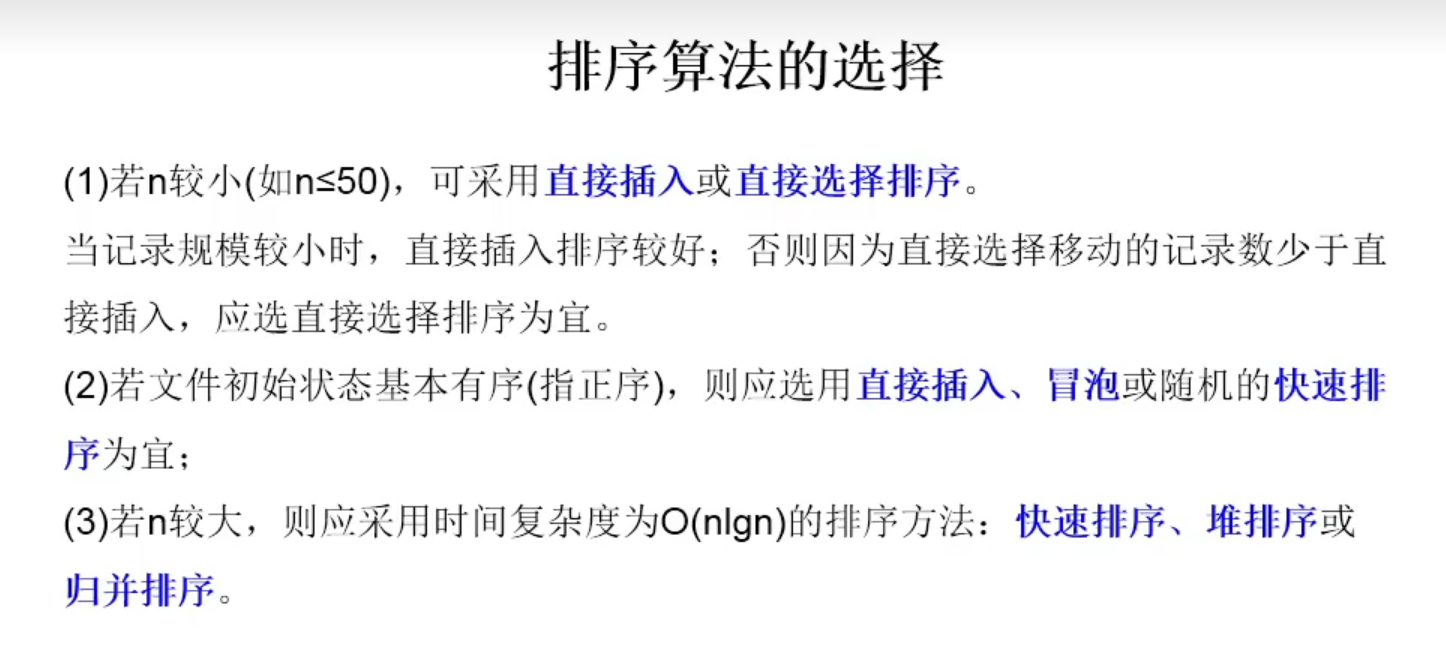 排序算法的选择
(1)若n较小(如n≤50)，可采用直接插入或直接选择排序。
当记录规模较小时，直接插入排序较好；否则因为直接选择移动的记录数少于直
接插入，应选直接选择排序为宜。
(2)若文件初始状态基本有序(指正序)，则应选用直接插入、冒泡或随机的快速排
序为宜；
(3)若n较大，则应采用时间复杂度为O(nlgn)的排序方法：快速排序、堆排序或
归并排序。